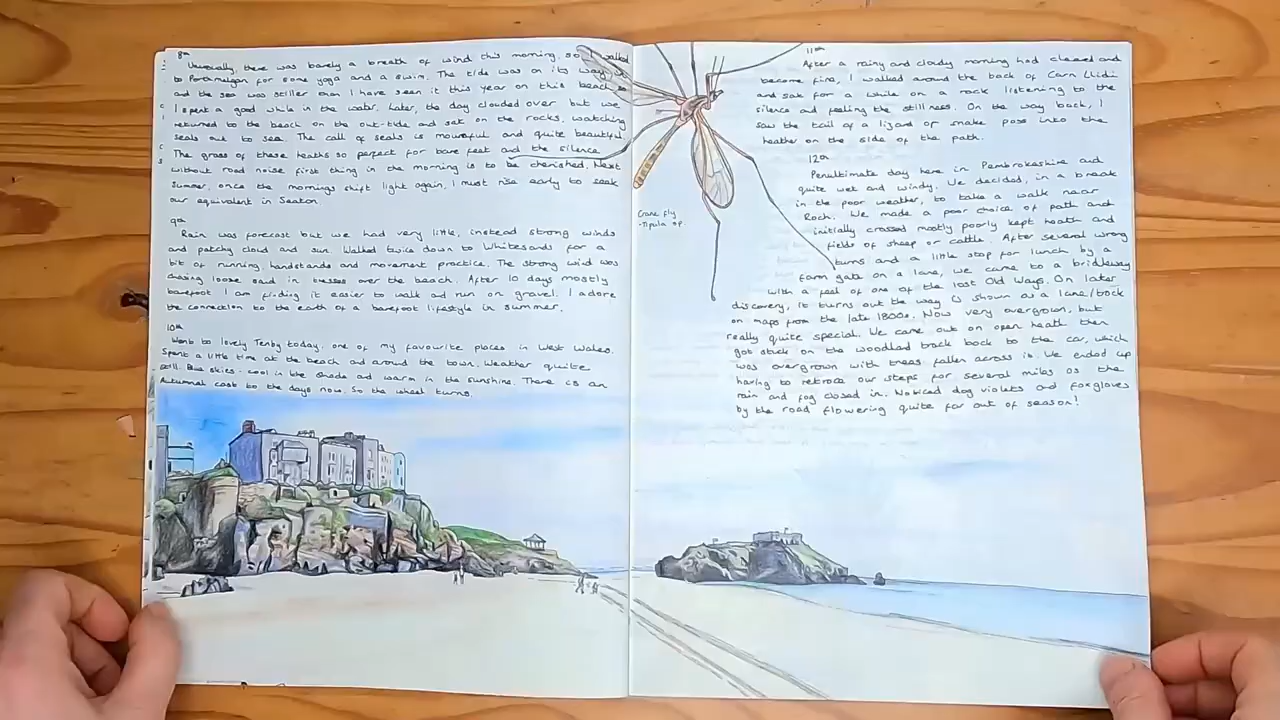 8th
Unusually, there was barely a breath of wind this morning, so I walked
to Porthmelgan for some yoga and a swim. The tide was on its way
and the sea was stiller than I have seen it this year on this beach, so
I spent a good while in the water. Later, the day clouded over but we
returned to the beach on the out-tide and sat on the rocks, watching
seals out to sea. The call of seals is mournful and quite beautiful.
The grass of these heaths so perfect for bare feet and the silence
without road noise first thing in the morning is to be cherished. Next
summer, once the mornings shift light again, I must rise early to seek
our equivalent in Seaton.
9th
Rain was forecast but we had very little, instead strong winds
and patchy cloud and sun. Walked twice down to Whitesands for a
bit of running, handstands and movement practice. The strong wind was
chasing loose sand in over the beach. After 10 days mostly
barefoot I am finding it easier to walk and run on gravel. I adore
the connection to the earth of a barefoot lifestyle in summer.
10th
Went to lovely Tenby today, one of my favourite places in West Wales.
Spent a little time at the beach and around the town. Weather quite
still. Blue skies - cool in the shade and warm in the sunshine. There is an
Autumnal cast to the days now. So the wheel turns.
Crane fly
-Tipula sp.
11th
After a rainy and cloudy morning had cleared and
become fine, I walked around the back of Carn Llidi
and sat for a while on a rock listening to the
silence and feeling the stillness. On the way back, I
saw the tail of a lizard or snake pass into the
heather on the side of the path.
12th
Penultimate day here in Pembrokeshire and
quite wet and windy. We decided, in a break
in the poor weather, to take a walk near
Roch. We made a poor choice of path and
initially crossed mostly poorly kept heath and
fields of sheep or cattle. After several wrong
turns and a little stop for lunch by a
farm gate on a lane, we came to a bridleway
with a feel of one of the lost Old Ways. On later
discovery, it turns out the way is shown as a lane/track
on maps from the late 1800s. Now very overgrown, but
really quite special. We came out on open heath then
got stuck on the woodland track back to the car, which
was overgrown with trees fallen across it. We ended up
having to retrace our steps for several miles as the
rain and fog closed in. Noticed dog violets and foxgloves
by the road flowering quite far out of season!